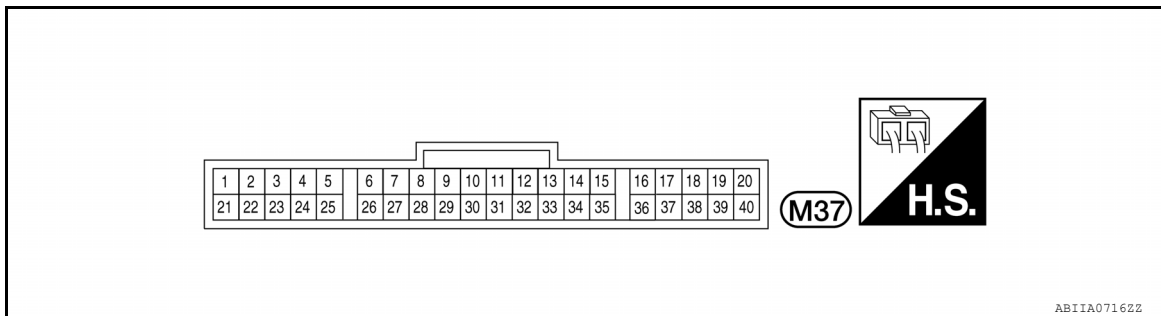 1 2 3 4 5 6 7 8 9 10 11 12 13 14 15 16 17 18 19 20
21 22 23 24 25 26 27 28 29 30 31 32 33 34 35 36 37 38 39 40
M37
H.S.
ABIIA0716ZZ